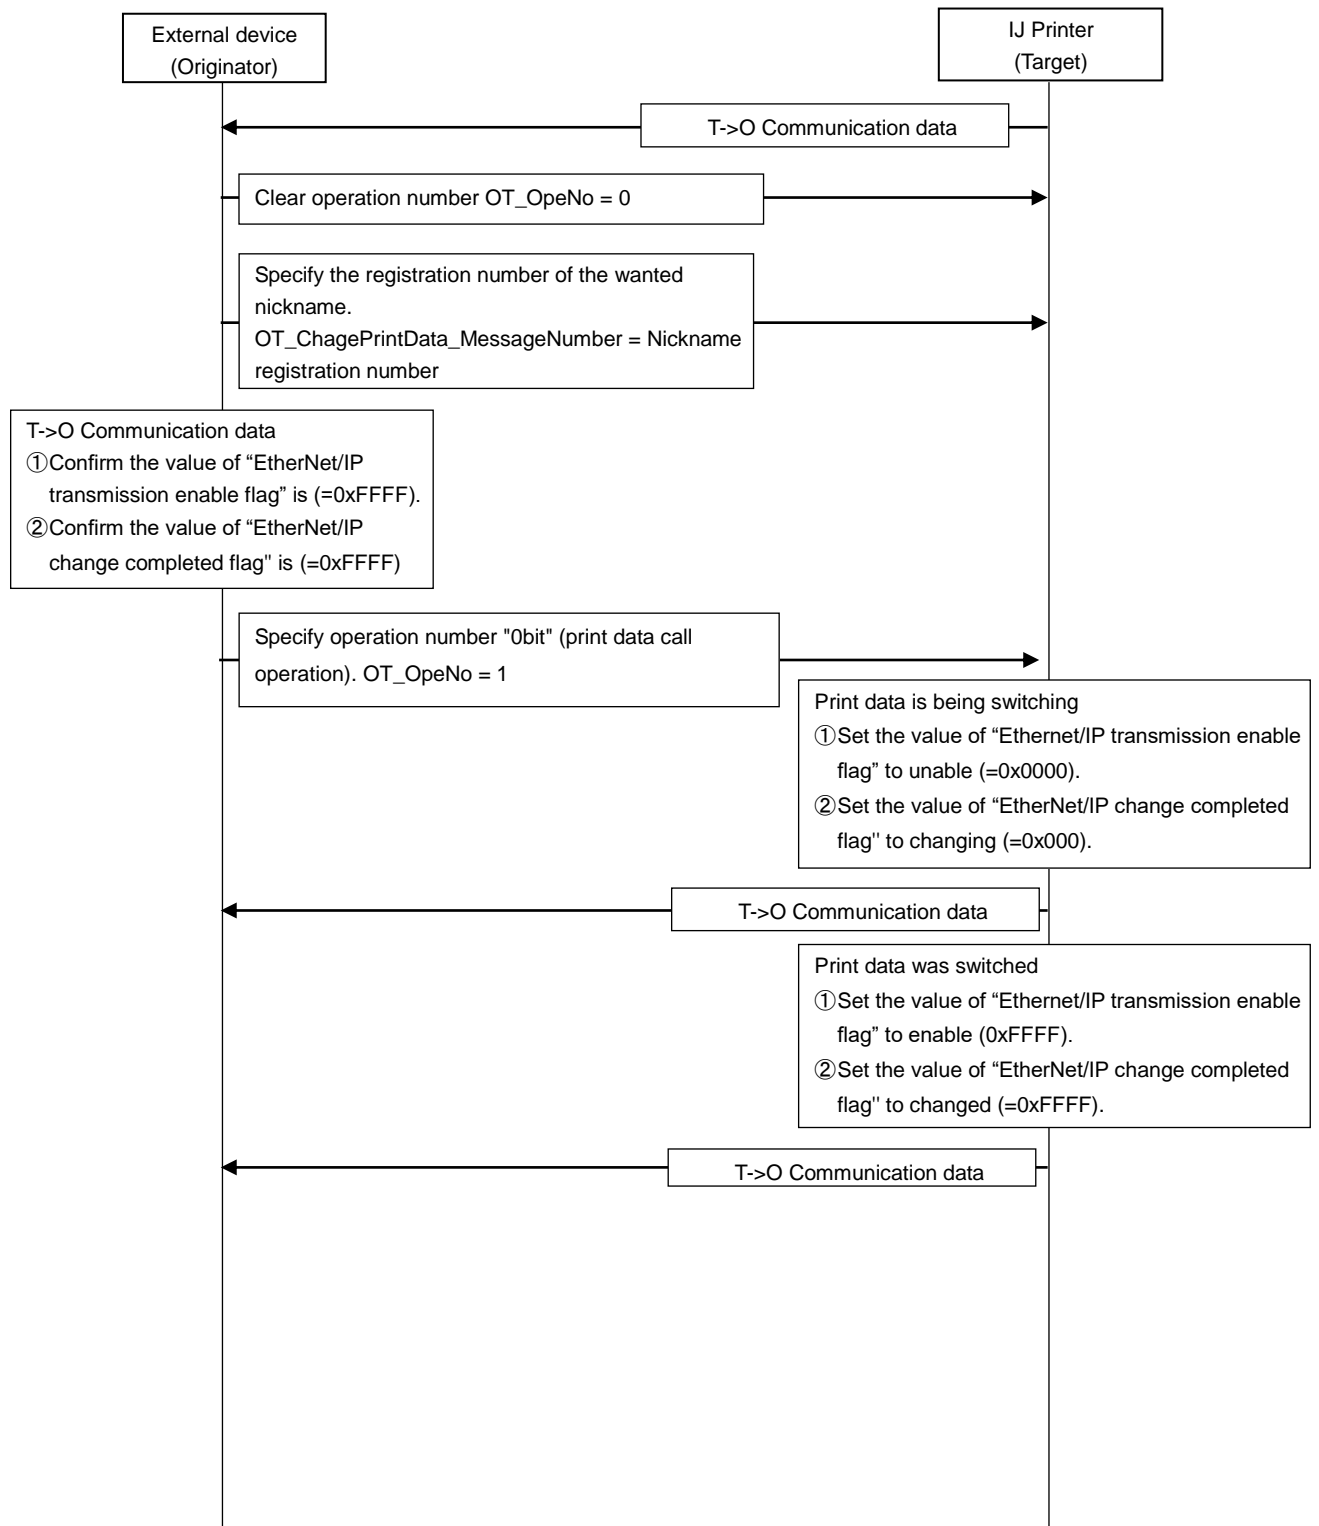 External device
(Originator)
IJ Printer
(Target)
T->O Communication data
Clear operation number OT_OpeNo = 0
Specify the registration number of the wanted
nickname.
OT_ChagePrintData_MessageNumber = Nickname
registration number
T->O Communication data
①Confirm the value of “EtherNet/IP
transmission enable flag” is (=0xFFFF).
②Confirm the value of “EtherNet/IP
change completed flag" is (=0xFFFF)
Specify operation number "0bit" (print data call
operation). OT_OpeNo = 1
Print data is being switching
①Set the value of “Ethernet/IP transmission enable
flag” to unable (=0x0000).
②Set the value of “EtherNet/IP change completed
flag" to changing (=0x000).
T->O Communication data
Print data was switched
①Set the value of “Ethernet/IP transmission enable
flag” to enable (0xFFFF).
②Set the value of “EtherNet/IP change completed
flag" to changed (=0xFFFF).
T->O Communication data